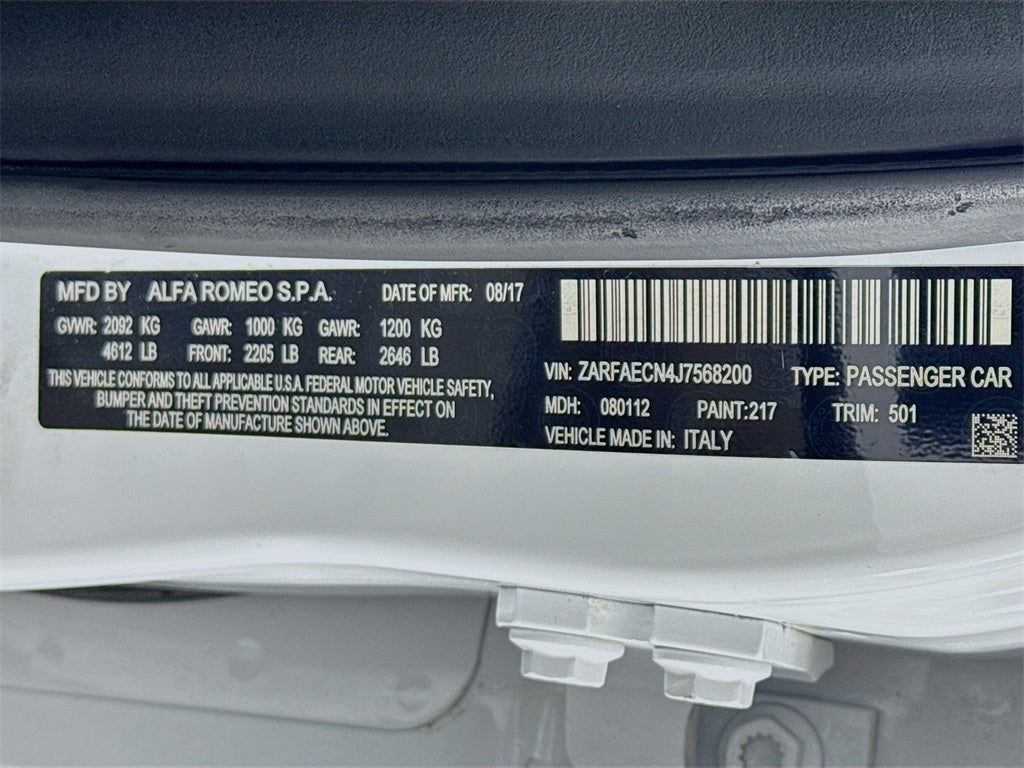 MFD BY ALFA ROMEO S.P.A. DATE OF MFR: 08/17
GVWR: 2092 KG GAWR: 1000 KG GAWR: 1200 KG
4612 LB FRONT: 2205 LB REAR: 2646 LB
THIS VEHICLE CONFORMS TO ALL APPLICABLE U.S.A. FEDERAL MOTOR VEHICLE SAFETY,
BUMPER AND THEFT PREVENTION STANDARDS IN EFFECT ON
THE DATE OF MANUFACTURE SHOWN ABOVE.
VIN: ZARFAECN4J7568200 TYPE: PASSENGER CAR
MDH: 080112 PAINT:217 TRIM: 501
VEHICLE MADE IN: ITALY